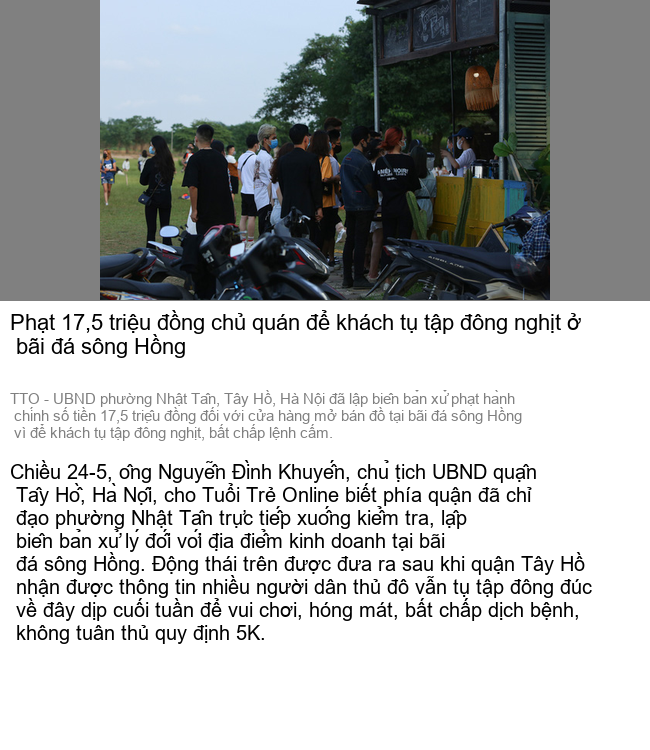 Phạt 17,5 triệu đồng chủ quán để khách tụ tập đông nghịt ở
bãi đá sông Hồng
TTO - UBND phường Nhật Tân, Tây Hồ, Hà Nội đã lập biên bản xử phạt hành
chính số tiền 17,5 triệu đồng đối với cửa hàng mở bán đồ tại bãi đá sông Hồng
vì để khách tụ tập đông nghịt, bất chấp lệnh cấm.
Chiều 24-5, ông Nguyễn Đình Khuyến, chủ tịch UBND quận
Tây Hồ, Hà Nội, cho Tuổi Trẻ Online biết phía quận đã chỉ
đạo phường Nhật Tân trực tiếp xuống kiểm tra, lập
biên bản xử lý đối với địa điểm kinh doanh tại bãi
đá sông Hồng. Động thái trên được đưa ra sau khi quận Tây Hồ
nhận được thông tin nhiều người dân thủ đô vẫn tụ tập đông đúc
về đây dịp cuối tuần để vui chơi, hóng mát, bất chấp dịch bệnh,
không tuân thủ quy định 5K.